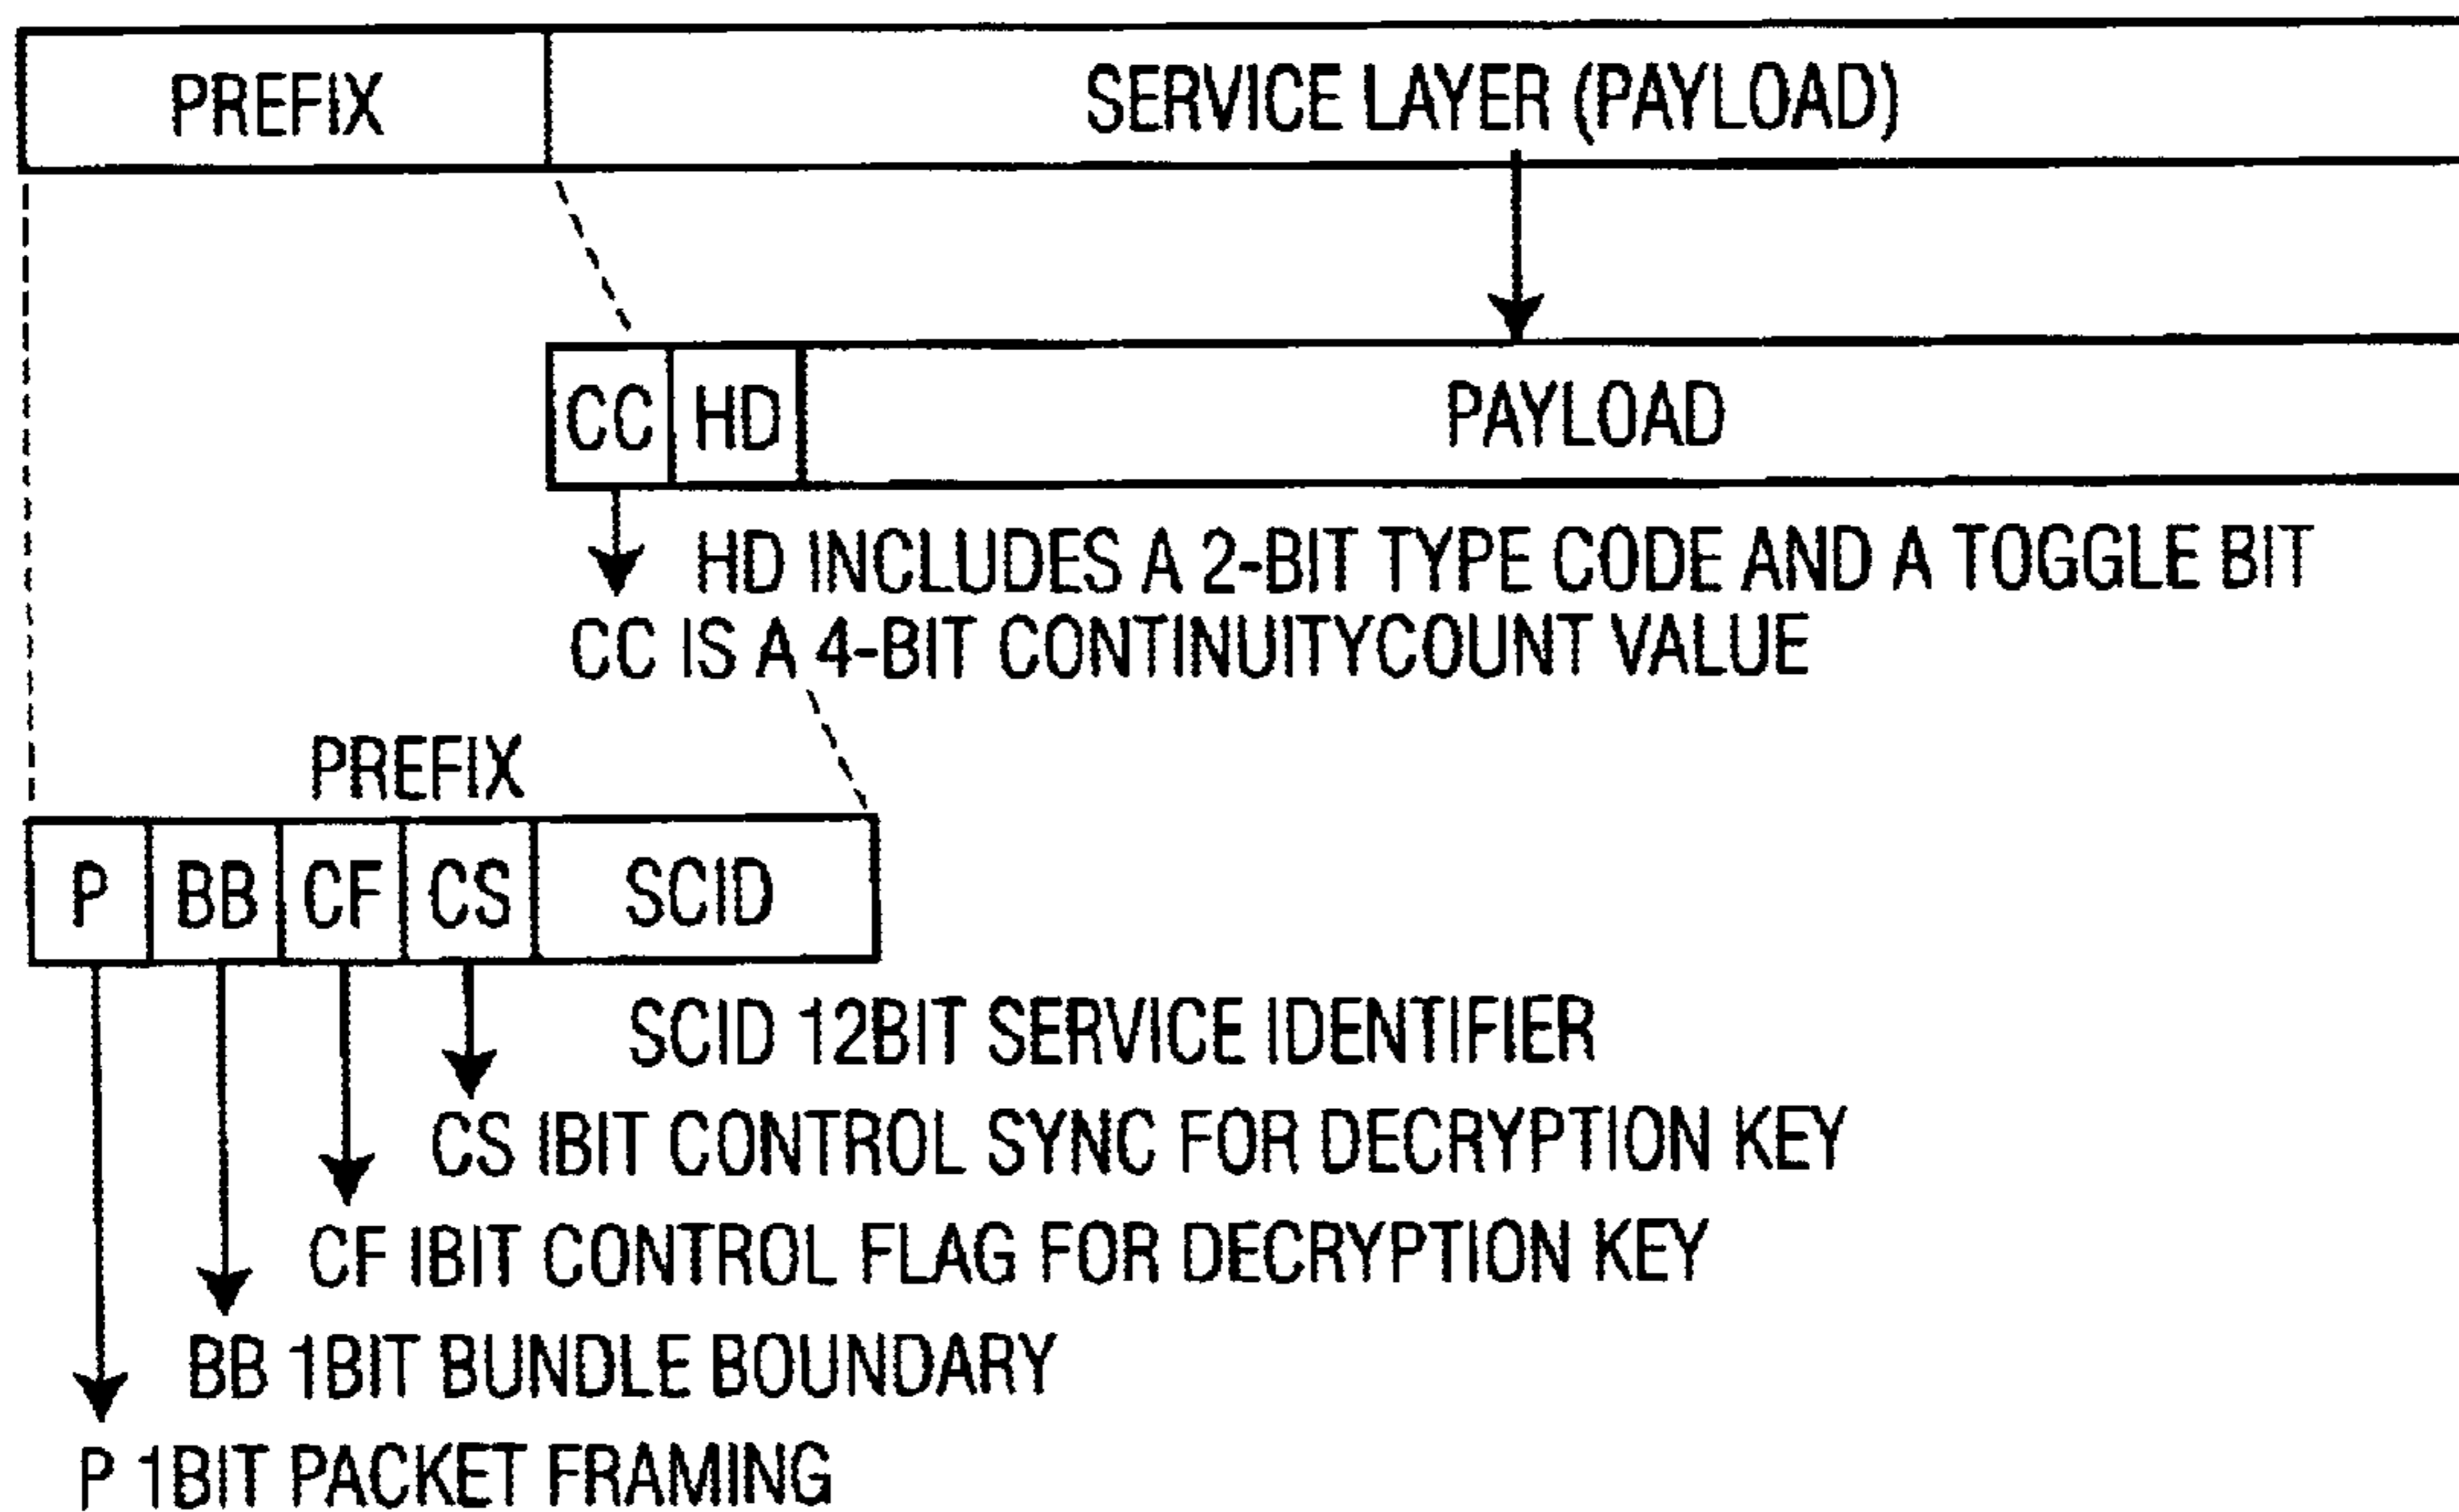 PREFIX SERVICE LAYER (PAYLOAD)
CC HD PAYLOAD
HD INCLUDES A 2-BIT TYPE CODE AND A TOGGLE BIT
CC IS A 4-BIT CONTINUITYCOUNT VALUE
PREFIX
P BB CF CS SCID
SCID 12BIT SERVICE IDENTIFIER
CS IBIT CONTROL SYNC FOR DECRYPTION KEY
CF IBIT CONTROL FLAG FOR DECRYPTION KEY
BB 1BIT BUNDLE BOUNDARY
P 1BIT PACKET FRAMING